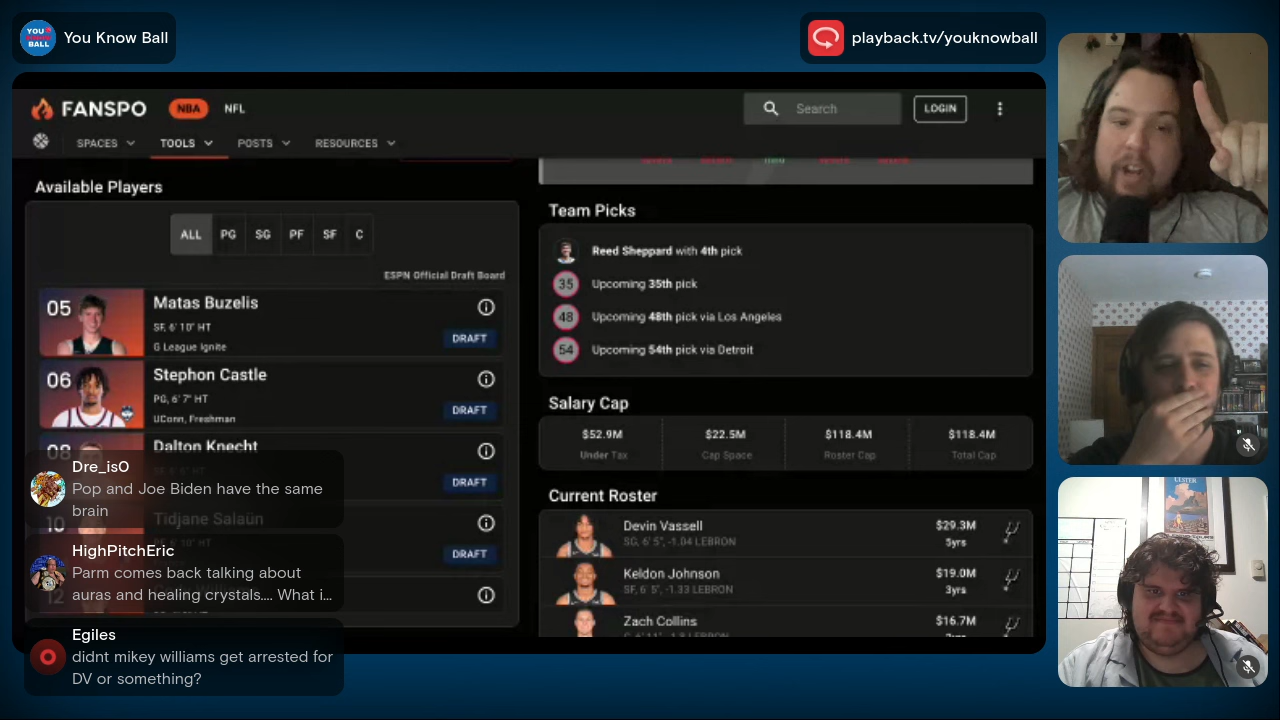 YOU
KNOW
BALL
You Know Ball
playback.tv/youknowball
FANSPO
NBA
NFL
Search
LOGIN
SPACES
TOOLS
POSTS
RESOURCES
Available Players
ALL
PG
SG
PF
SF
C
ESPN Official Draft Board
05
Matas Buzelis
SF, 6' 10" HT
G League Ignite
DRAFT
06
Stephon Castle
PG, 6' 7" HT
UConn, Freshman
DRAFT
08
Dalton Knecht
DRAFT
10
Tidjane Salaün
DRAFT
12
Team Picks
Reed Sheppard with 4th pick
35
Upcoming 35th pick
48
Upcoming 48th pick via Los Angeles
54
Upcoming 54th pick via Detroit
Salary Cap
$52.9M
Under Tax
$22.5M
Cap Space
$118.4M
Roster Cap
$118.4M
Total Cap
Current Roster
Devin Vassell
SG, 6' 5", -1.04 LEBRON
$29.3M
5yrs
Keldon Johnson
SF, 6' 5", -1.33 LEBRON
$19.0M
3yrs
Zach Collins
$16.7M
Dre_isO
Pop and Joe Biden have the same
brain
HighPitchEric
Parm comes back talking about
auras and healing crystals.... What i...
Egiles
didnt mikey williams get arrested for
DV or something?
ULSTER